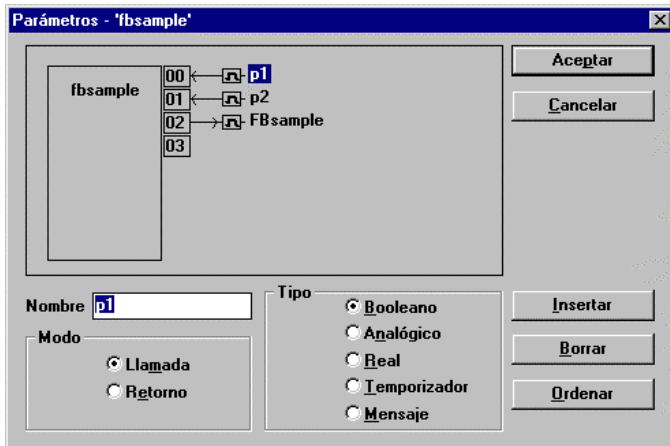 Parámetros - 'fbsample'
fbsample
00 p1
01 p2
02 FBsample
03
Aceptar
Cancelar
Nombre p1
Modo
Llamada
Retorno
Tipo
Booleano
Analógico
Real
Temporizador
Mensaje
Insertar
Borrar
Ordenar